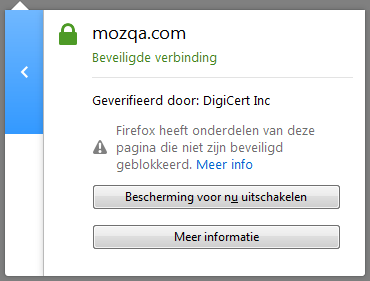 mozqa.com
Beveiligde verbinding
Geverifieerd door: DigiCert Inc
Firefox heeft onderdelen van deze
pagina die niet zijn beveiligd
geblokkeerd. Meer info
Bescherming voor nu uitschakelen
Meer informatie